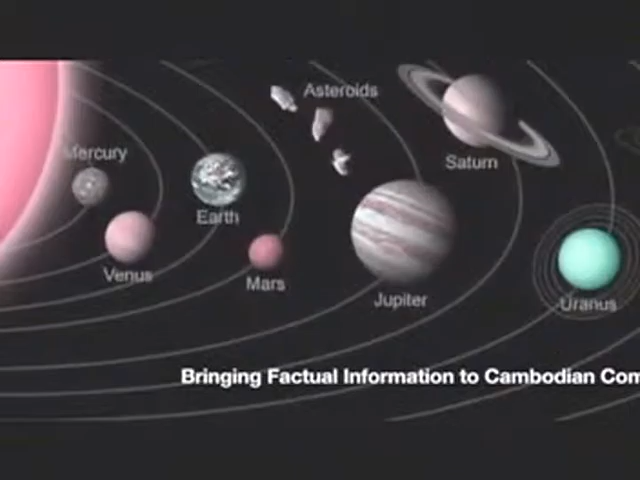 Asteroids
Mercury
Saturn
Earth
Venus
Mars
Jupiter
Uranus
Bringing Factual Information to Cambodian Com